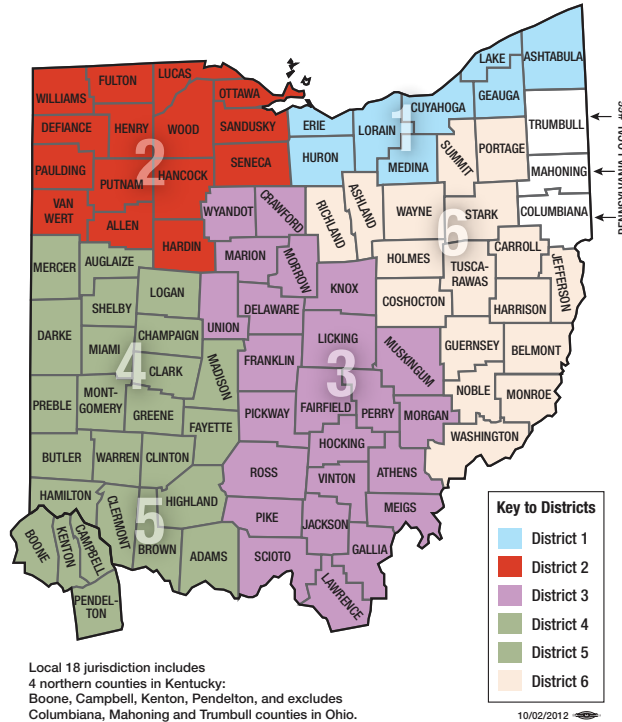 LAKE
ASHTABULA
LUCAS
FULTON
WILLIAMS
OTTAWA
CUYAHOGA
GEAUGA
TRUMBULL
PENNSYLVANIA LOCAL #66
DEFIANCE
HENRY
WOOD
SANDUSKY
ERIE
LORAIN
1
SUMMIT
PORTAGE
2
SENECA
HURON
MEDINA
MAHONING
PAULDING
PUTNAM
HANCOCK
VAN
WERT
ALLEN
WYANDOT
CRAWFORD
RICHLAND
ASHLAND
WAYNE
6
STARK
COLUMBIANA
HARDIN
MERCER
AUGLAIZE
MARION
MORROW
HOLMES
TUSCA-
RAWAS
CARROLL
JEFFERSON
LOGAN
KNOX
COSHOCTON
HARRISON
SHELBY
DELAWARE
UNION
DARKE
CHAMPAIGN
LICKING
MUSKINGUM
GUERNSEY
BELMONT
MIAMI
4
CLARK
MADISON
FRANKLIN
3
NOBLE
MONROE
PREBLE
MONT-
GOMERY
GREENE
FAYETTE
PICKWAY
FAIRFIELD
PERRY
MORGAN
WASHINGTON
BUTLER
WARREN
CLINTON
HOCKING
ROSS
VINTON
ATHENS
HAMILTON
CLERMONT
HIGHLAND
5
PIKE
JACKSON
MEIGS
BOONE
KENTON
CAMPBELL
BROWN
ADAMS
SCIOTO
GALLIA
LAWRENCE
PENDEL-
TON
Key to Districts
District 1
District 2
District 3
District 4
District 5
District 6
Local 18 jurisdiction includes
4 northern counties in Kentucky:
Boone, Campbell, Kenton, Pendelton, and excludes
Columbiana, Mahoning and Trumbull counties in Ohio.
10/02/2012